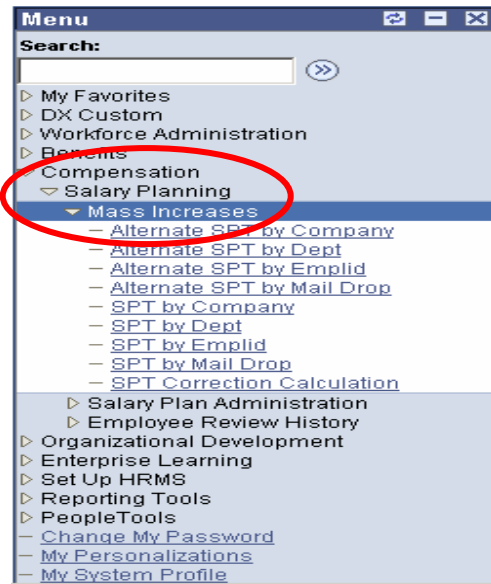 Menu
Search:
My Favorites
DX Custom
Workforce Administration
Benefits
Compensation
Salary Planning
Mass Increases
Alternate SPT by Company
Alternate SPT by Dept
Alternate SPT by Emplid
Alternate SPT by Mail Drop
SPT by Company
SPT by Dept
SPT by Emplid
SPT by Mail Drop
SPT Correction Calculation
Salary Plan Administration
Employee Review History
Organizational Development
Enterprise Learning
Set Up HRMS
Reporting Tools
PeopleTools
Change My Password
My Personalizations
My System Profile